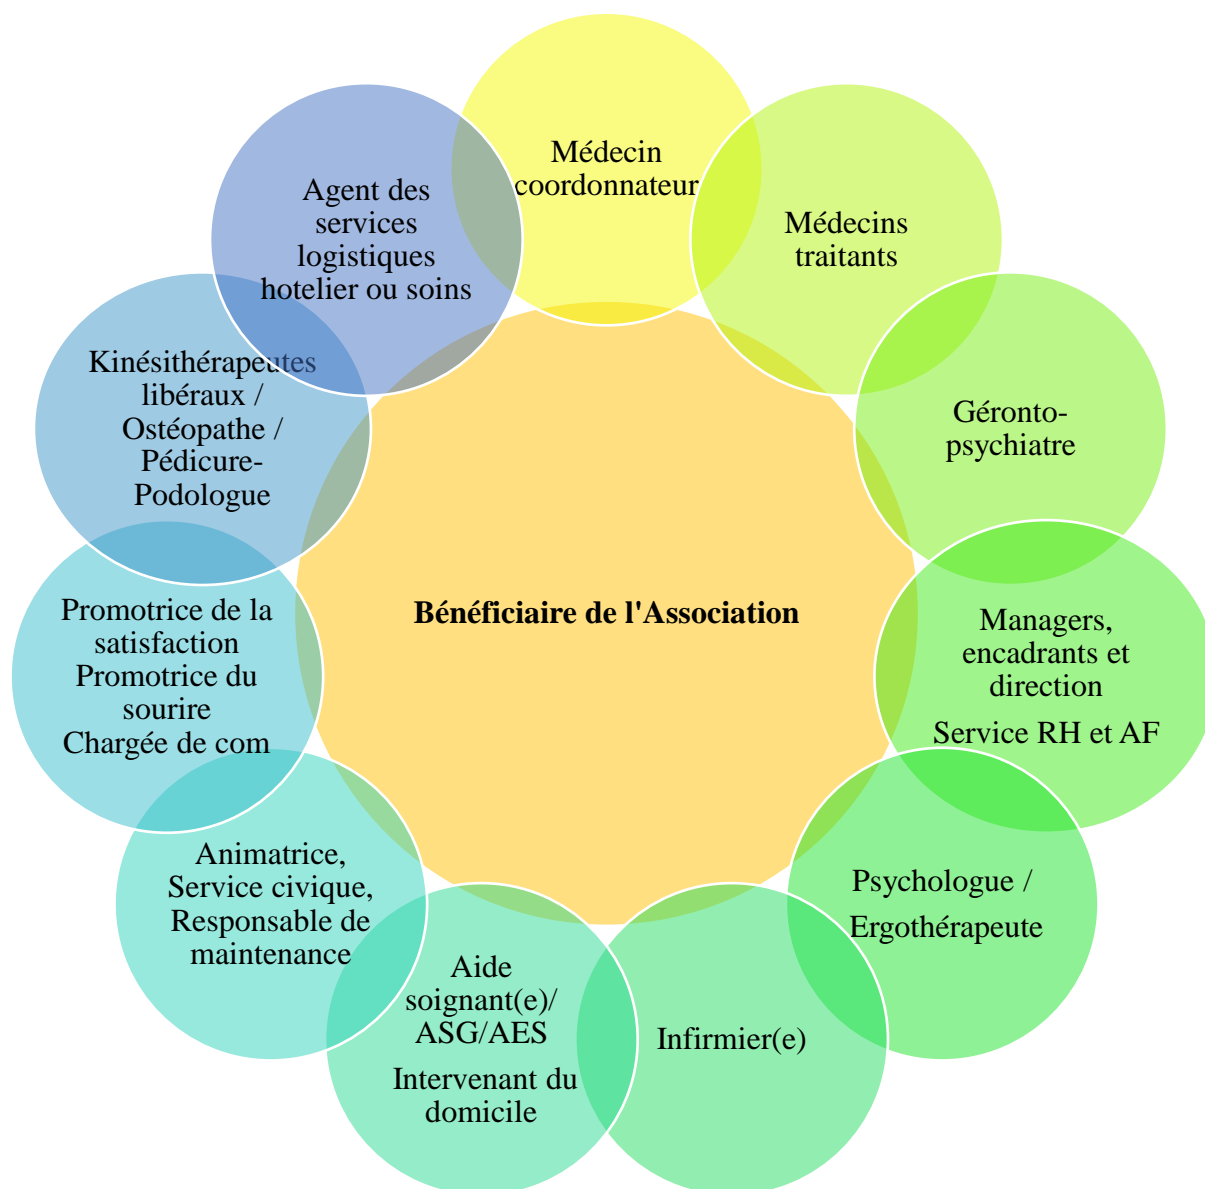 Médecin
coordonnateur
Médecins
traitants
Géronto-
psychiatre
Managers,
encadrants et
direction
Service RH et AF
Psychologue /
Ergothérapeute
Infirmier(e)
Aide
soignant(e)/
ASG/AES
Intervenant du
domicile
Animatrice,
Service civique,
Responsable de
maintenance
Promotrice de la
satisfaction
Promotrice du
sourire
Chargée de com
Kinésithérapeutes
libéraux /
Ostéopathe /
Pédicure-
Podologue
Agent des
services
logistiques
hotelier ou soins
Bénéficiaire de l'Association